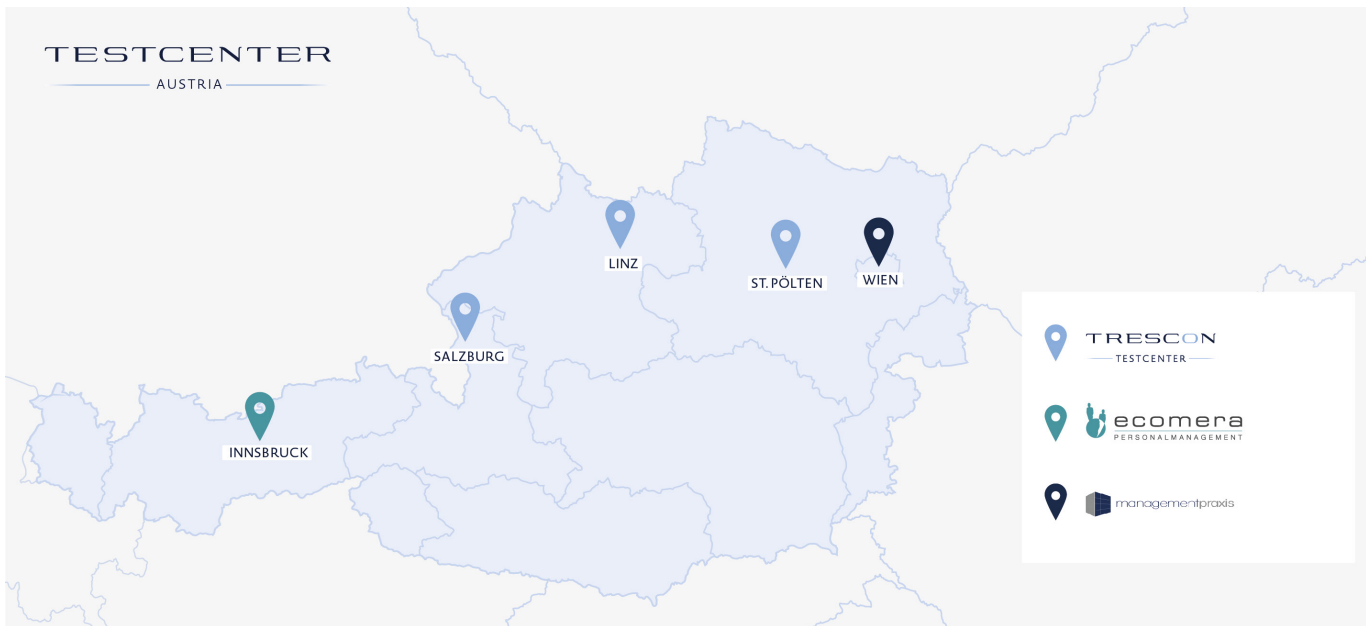 TESTCENTER
AUSTRIA
LINZ
ST. PÖLTEN
WIEN
SALZBURG
INNSBRUCK
TRESCON
TESTCENTER
ecomera
PERSONALMANAGEMENT
managementpraxis